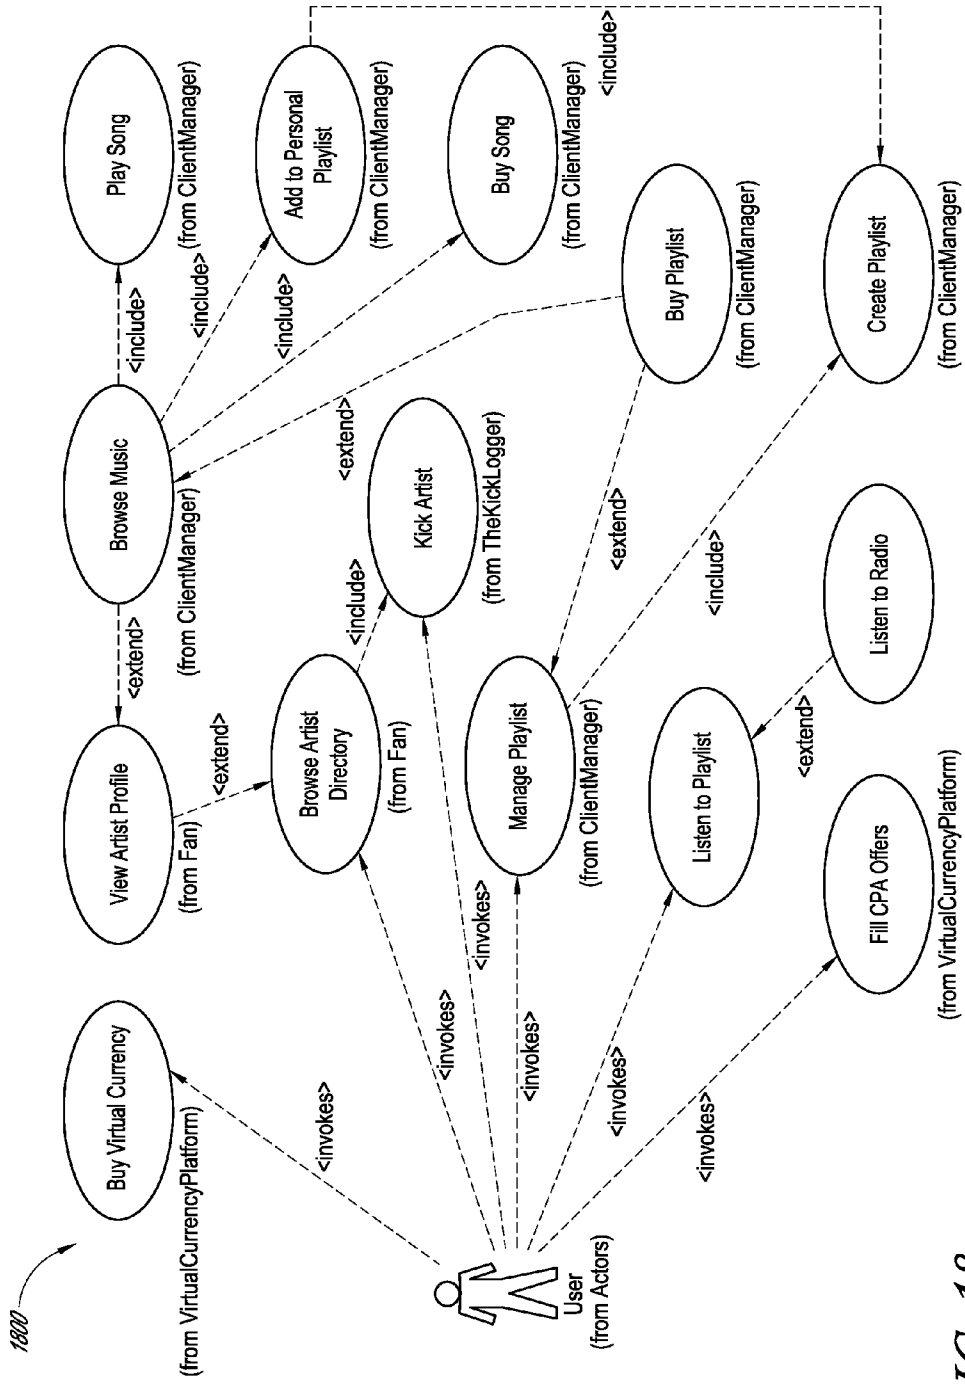 1800
Buy Virtual Currency
(from VirtualCurrencyPlatform)
View Artist Profile
(from Fan)
<extend>
Browse Music
(from ClientManager)
<include>
Play Song
(from ClientManager)
<invokes>
<extend>
<include>
<include>
Browse Artist
Directory
(from Fan)
Add to Personal
Playlist
(from ClientManager)
<include>
<extend>
Kick Artist
(from TheKickLogger)
<invokes>
<invokes>
Buy Song
(from ClientManager)
<include>
User
(from Actors)
<invokes>
Manage Playlist
(from ClientManager)
<extend>
Buy Playlist
(from ClientManager)
<invokes>
Listen to Playlist
<include>
<invokes>
<extend>
Fill CPA Offers
(from VirtualCurrencyPlatform)
Listen to Radio
Create Playlist
(from ClientManager)
IG. 18